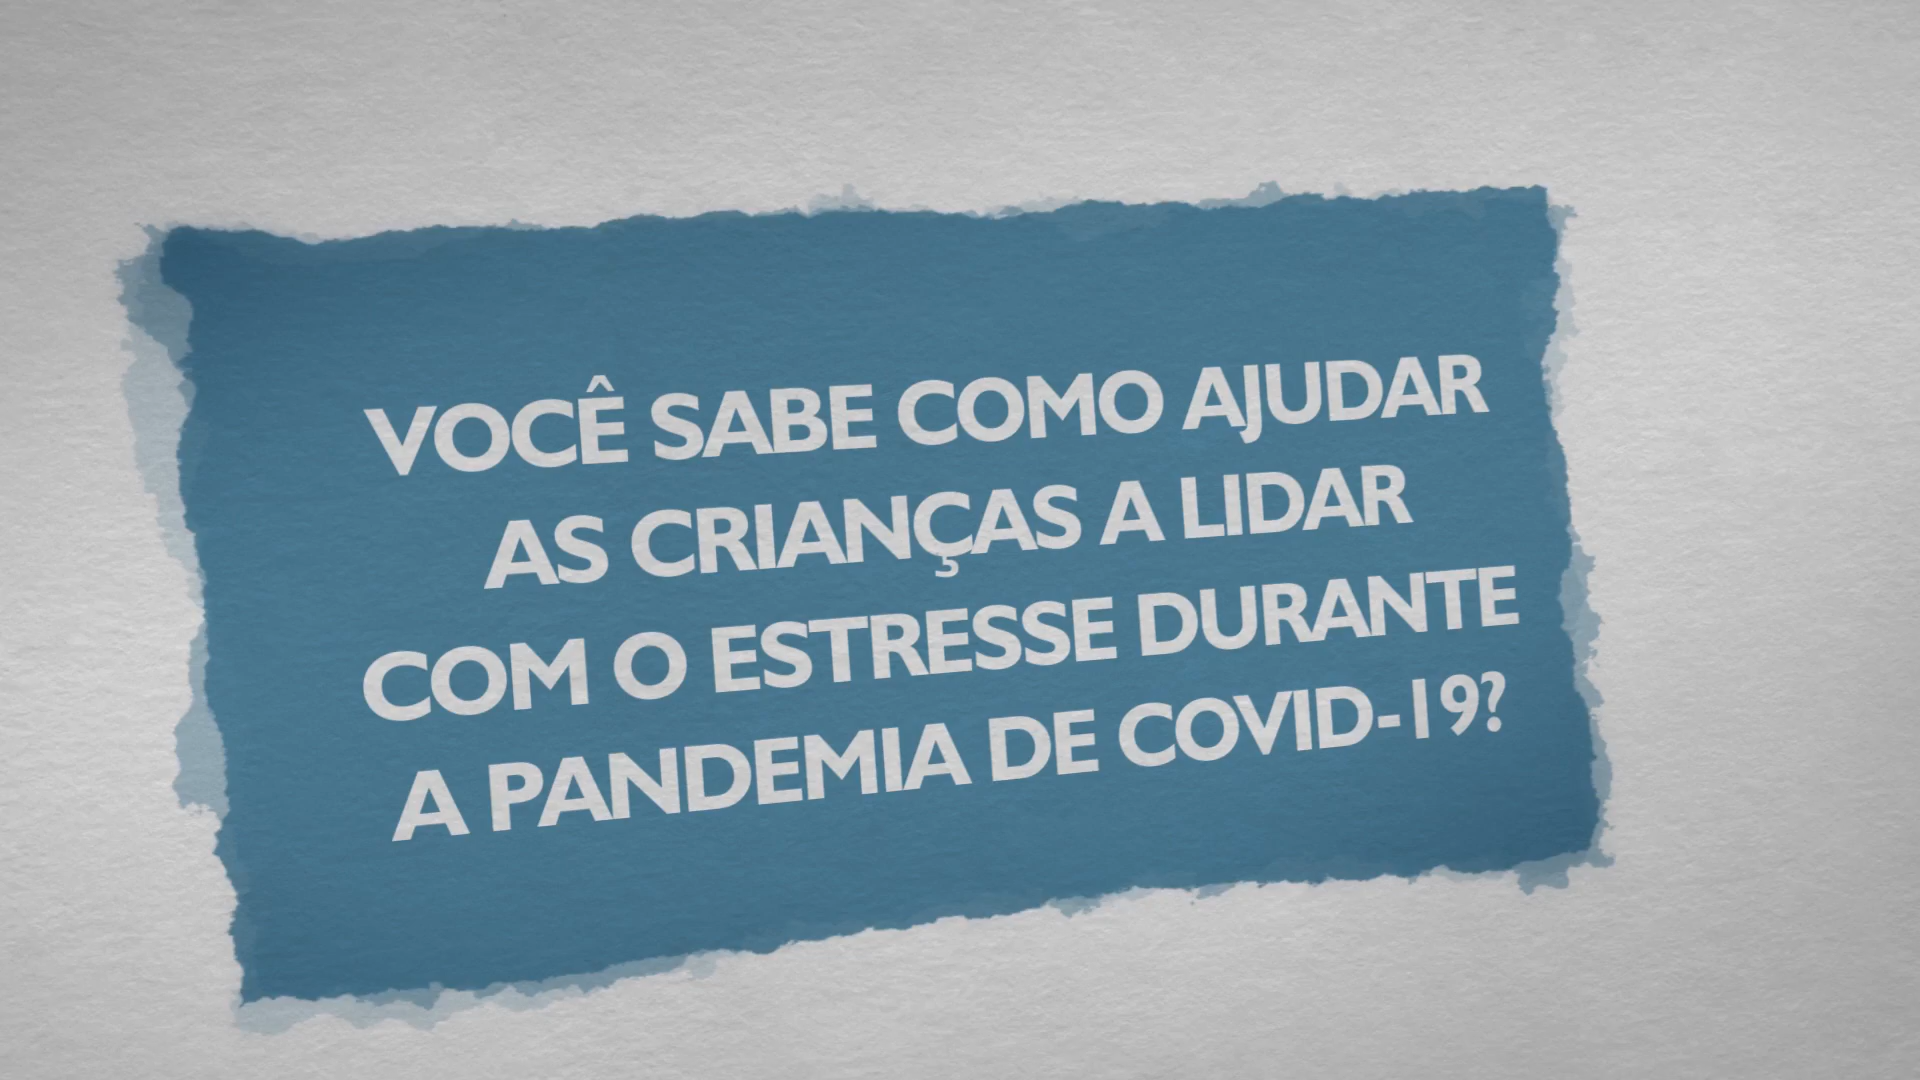 VOCÊ SABE COMO AJUDAR
AS CRIANÇAS A LIDAR
COM O ESTRESSE DURANTE
A PANDEMIA DE COVID-19?